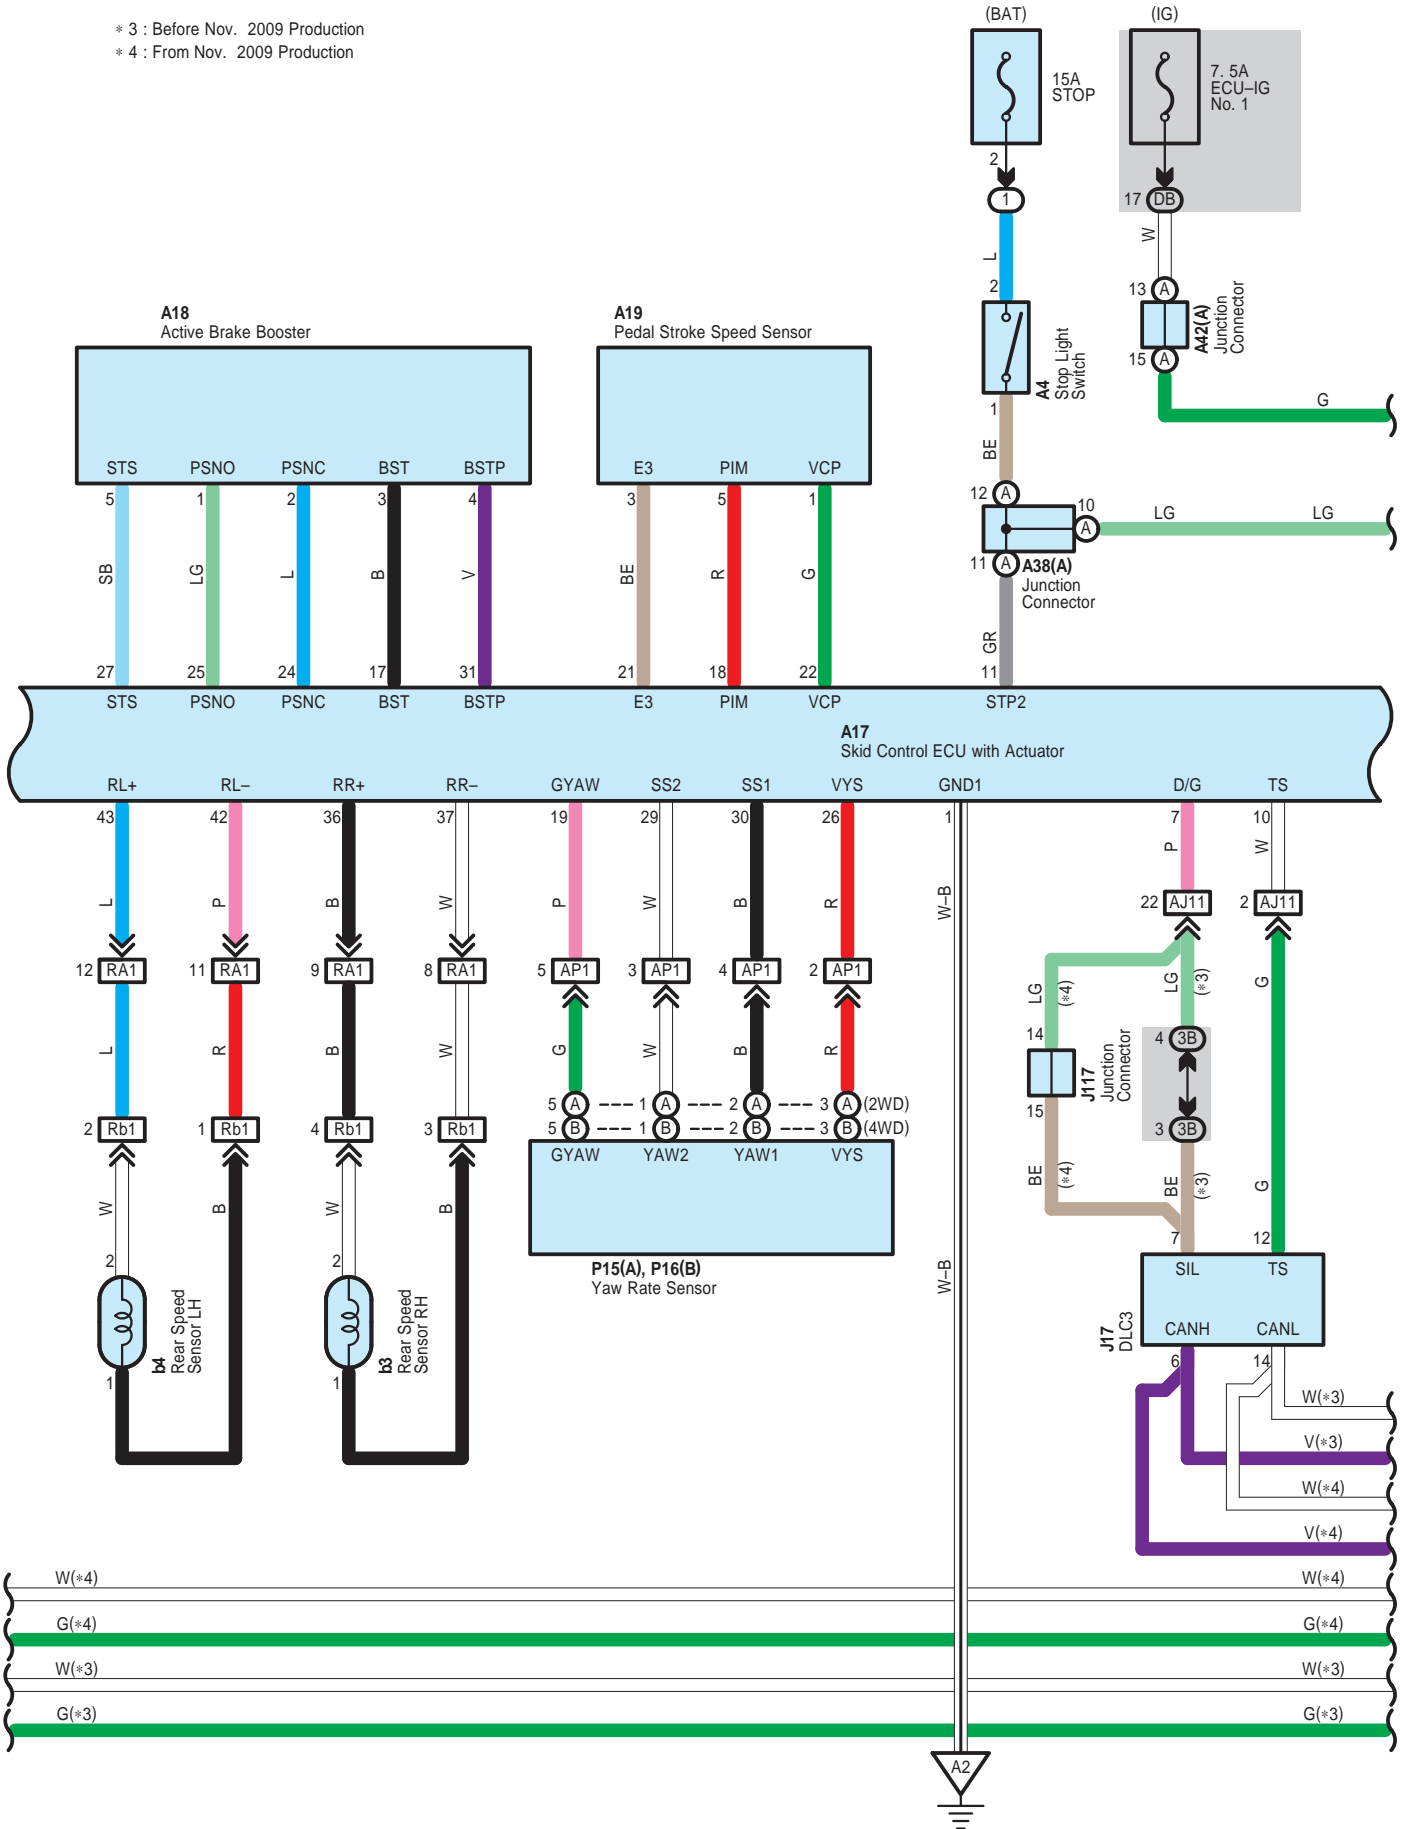 ∗ 3 : Before Nov. 2009 Production
∗ 4 : From Nov. 2009 Production
(BAT)
(IG)
15A
STOP
7. 5A
ECU–IG
No. 1
2
1
17 DB
L
W
2
13 A
A42(A)
Junction
Connector
15 A
A4
Stop Light
Switch
1
G
BE
12 A
10
A
LG LG
11 A
A38(A)
Junction
Connector
GR
11
A18
Active Brake Booster
STS PSNO PSNC BST BSTP
5 1 2 3 4
SB LG L B V
27 25 24 17 31
A19
Pedal Stroke Speed Sensor
E3 PIM VCP
3 5 1
BE R G
21 18 22
STS PSNO PSNC BST BSTP E3 PIM VCP STP2
A17
Skid Control ECU with Actuator
RL+ RL– RR+ RR– GYAW SS2 SS1 VYS GND1 D/G TS
43 42 36 37 19 29 30 26 1 7 10
L P B W P W B R W–B P W
22 AJ11 2 AJ11
12 RA1 11 RA1 9 RA1 8 RA1 5 AP1 3 AP1 4 AP1 2 AP1
L R B W G W B R
LG (∗4) LG (∗3) G
14
4 3B
J117
Junction
Connector
15
3 3B
5 A 1 A 2 A 3 A (2WD)
5 B 1 B 2 B 3 B (4WD)
2 Rb1 1 Rb1 4 Rb1 3 Rb1
GYAW YAW2 YAW1 VYS
W B W B
BE (∗4) BE (∗3) G
7 12
P15(A), P16(B)
Yaw Rate Sensor
W–B
SIL TS
2 2
b4
Rear Speed
Sensor LH
b3
Rear Speed
Sensor RH
1 1
J17
DLC3
CANH CANL
6 14
W(∗3)
V(∗3)
W(∗4)
V(∗4)
W(∗4) W(∗4)
G(∗4) G(∗4)
W(∗3) W(∗3)
G(∗3) G(∗3)
A2